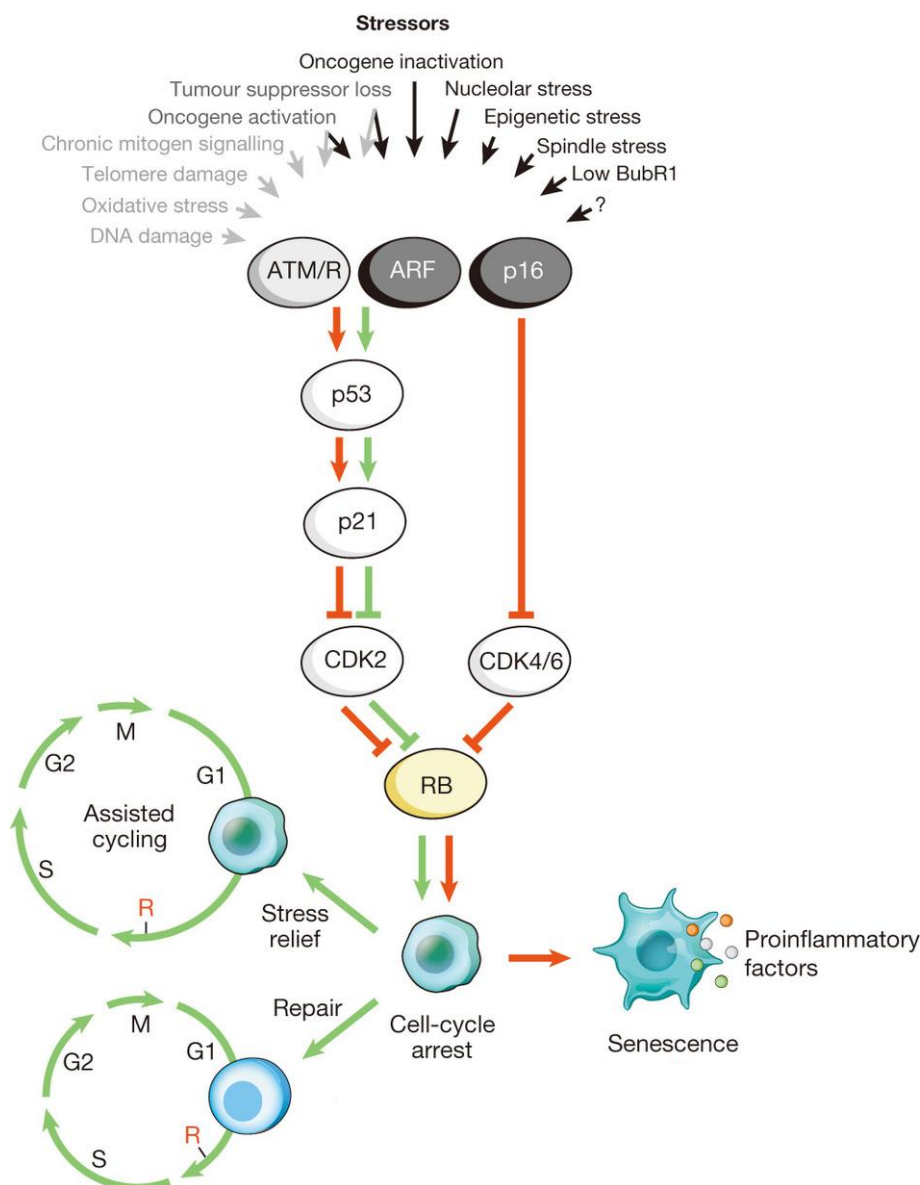 Stressors
Oncogene inactivation
Tumour suppressor loss
Nucleolar stress
Oncogene activation
Epigenetic stress
Chronic mitogen signalling
Spindle stress
Telomere damage
Low BubR1
Oxidative stress
?
DNA damage
ATM/R
ARF
p16
p53
p21
CDK2
CDK4/6
RB
M
G2
G1
Assisted
cycling
S
R
Stress
relief
Proinflammatory
factors
Repair
Cell-cycle
arrest
Senescence
M
G2
G1
R
S